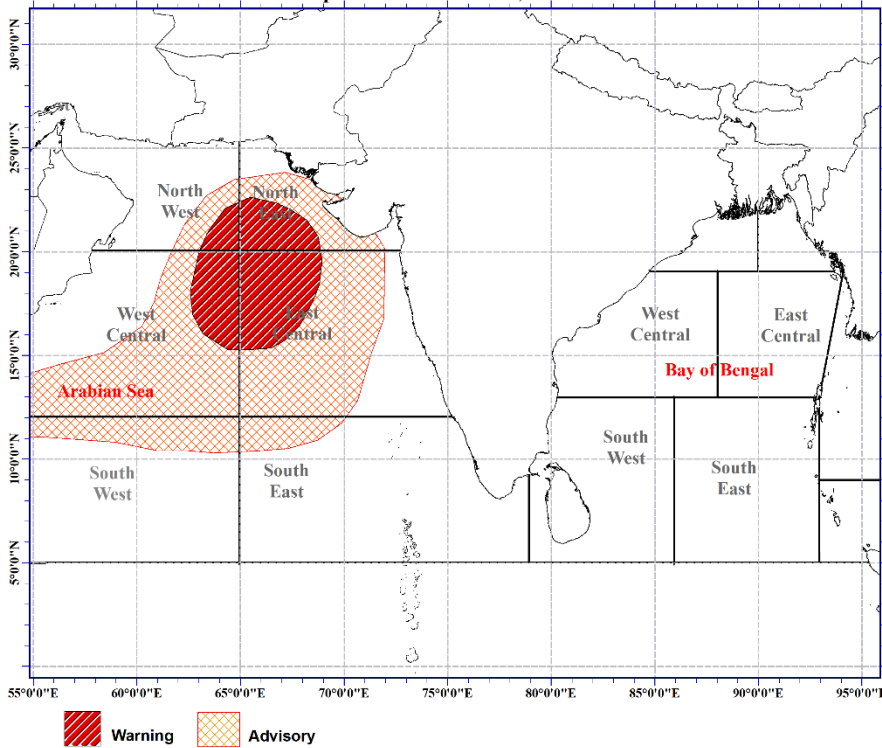 30°0'0"N
25°0'0"N
20°0'0"N
15°0'0"N
10°0'0"N
5°0'0"N
North
West
North
East
West
Central
East
Central
Arabian Sea
South
West
South
East
West
Central
East
Central
Bay of Bengal
South
West
South
East
55°0'0"E
60°0'0"E
65°0'0"E
70°0'0"E
75°0'0"E
80°0'0"E
85°0'0"E
90°0'0"E
95°0'0"E
Warning
Advisory